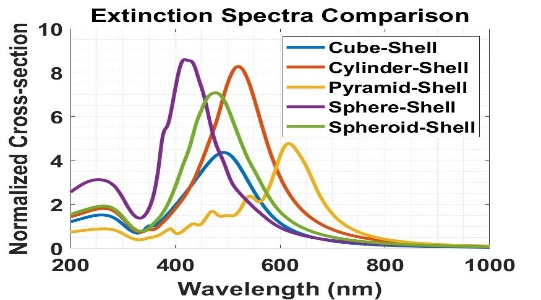 Extinction Spectra Comparison
Normalized Cross-section
10
8
6
4
2
0
Cube-Shell
Cylinder-Shell
Pyramid-Shell
Sphere-Shell
Spheroid-Shell
200 400 600 800 1000
Wavelength (nm)